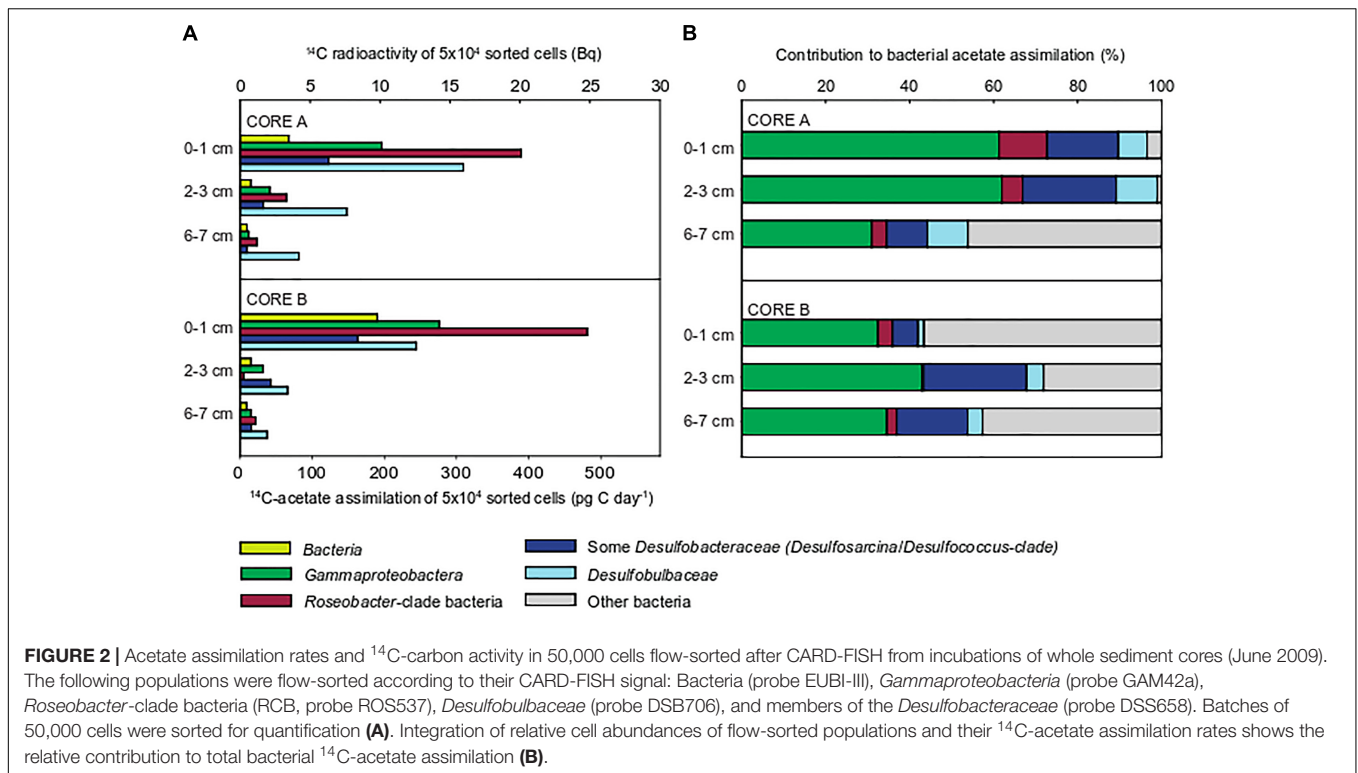 A
B
¹⁴C radioactivity of 5x10⁴ sorted cells (Bq)
Contribution to bacterial acetate assimilation (%)
0 5 10 15 20 25 30
0 20 40 60 80 100
CORE A
0-1 cm
2-3 cm
6-7 cm
CORE B
0-1 cm
2-3 cm
6-7 cm
0 100 200 300 400 500
¹⁴C-acetate assimilation of 5x10⁴ sorted cells (pg C day⁻¹)
CORE A
0-1 cm
2-3 cm
6-7 cm
CORE B
0-1 cm
2-3 cm
6-7 cm
Bacteria
Gammaproteobactera
Roseobacter-clade bacteria
Some Desulfobacteraceae (Desulfosarcina/Desulfococcus-clade)
Desulfobulbaceae
Other bacteria
FIGURE 2 | Acetate assimilation rates and ¹⁴C-carbon activity in 50,000 cells flow-sorted after CARD-FISH from incubations of whole sediment cores (June 2009).
The following populations were flow-sorted according to their CARD-FISH signal: Bacteria (probe EUBI-III), Gammaproteobacteria (probe GAM42a),
Roseobacter-clade bacteria (RCB, probe ROS537), Desulfobulbaceae (probe DSB706), and members of the Desulfobacteraceae (probe DSS658). Batches of
50,000 cells were sorted for quantification (A). Integration of relative cell abundances of flow-sorted populations and their ¹⁴C-acetate assimilation rates shows the
relative contribution to total bacterial ¹⁴C-acetate assimilation (B).